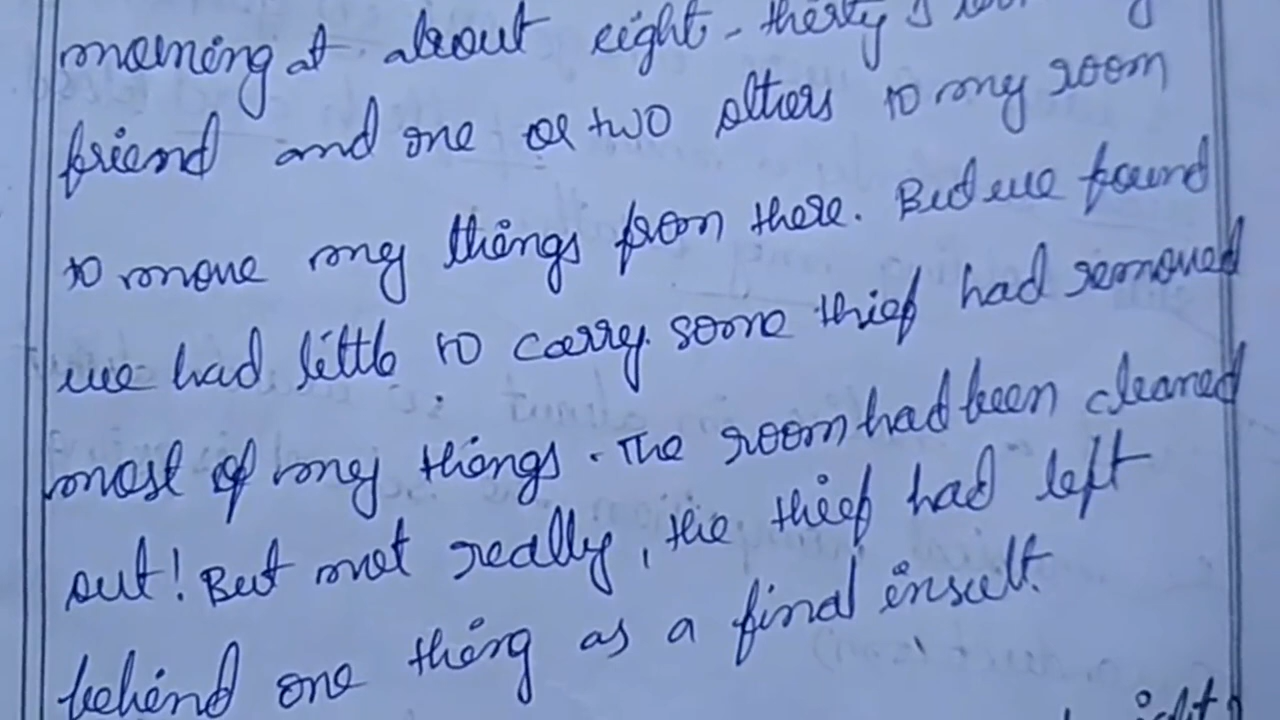 morning at about eight-thirty I
friend and one or two others to my room
to move my things from there. But we found
we had little to carry. some thief had removed
most of my things. The room had been cleaned
out! But not really, the thief had left
behind one thing as a final insult.